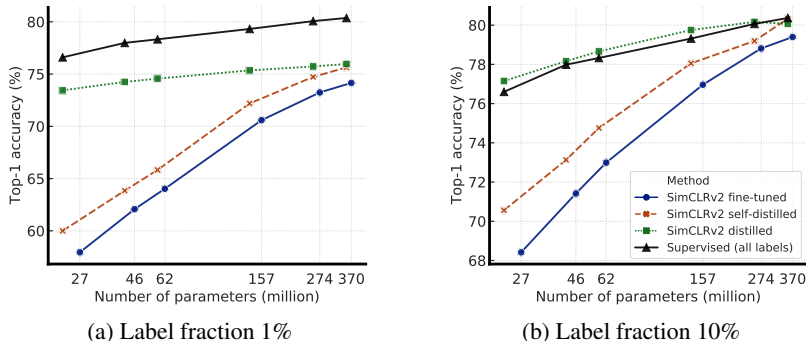 80
75
70
65
60
Top-1 accuracy (%)
27 46 62 157 274 370
Number of parameters (million)
(a) Label fraction 1%
80
78
76
74
72
70
68
Top-1 accuracy (%)
Method
SimCLRv2 fine-tuned
SimCLRv2 self-distilled
SimCLRv2 distilled
Supervised (all labels)
27 46 62 157 274 370
Number of parameters (million)
(b) Label fraction 10%